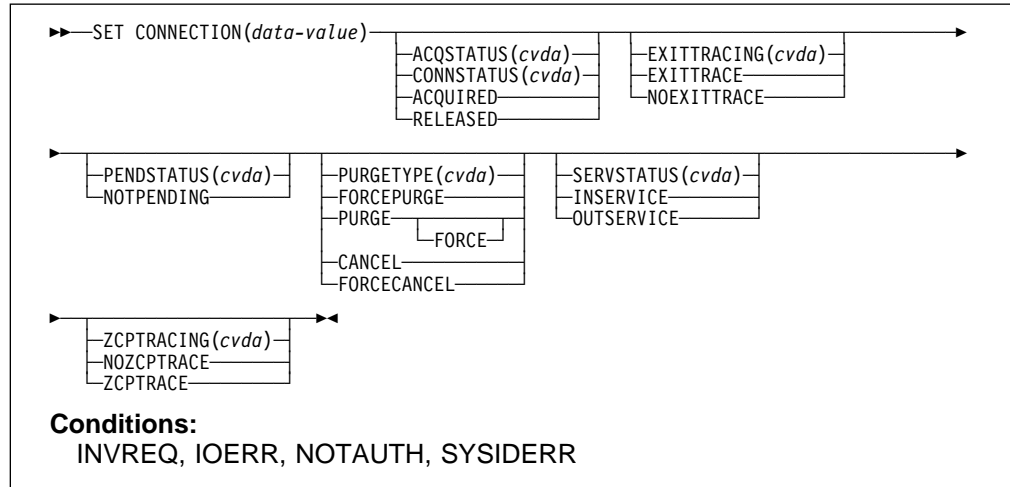 SET CONNECTION(data-value)
ACQSTATUS(cvda)
CONNSTATUS(cvda)
ACQUIRED
RELEASED
EXITTRACING(cvda)
EXITTRACE
NOEXITTRACE
PENDSTATUS(cvda)
NOTPENDING
PURGETYPE(cvda)
FORCEPURGE
PURGE
FORCE
CANCEL
FORCECANCEL
SERVSTATUS(cvda)
INSERVICE
OUTSERVICE
ZCPTRACING(cvda)
NOZCPTRACE
ZCPTRACE
Conditions:
INVREQ, IOERR, NOTAUTH, SYSIDERR